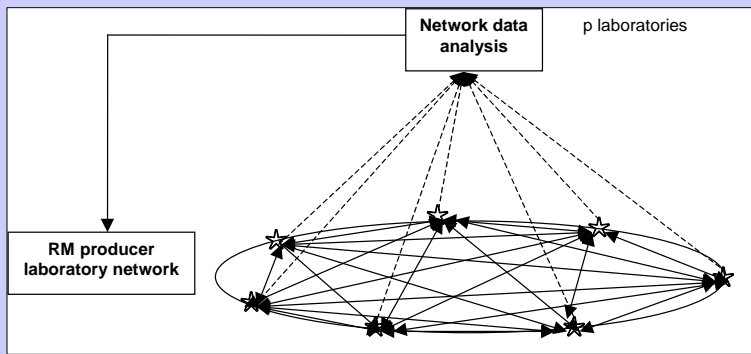 Network data
analysis
p laboratories
RM producer
laboratory network